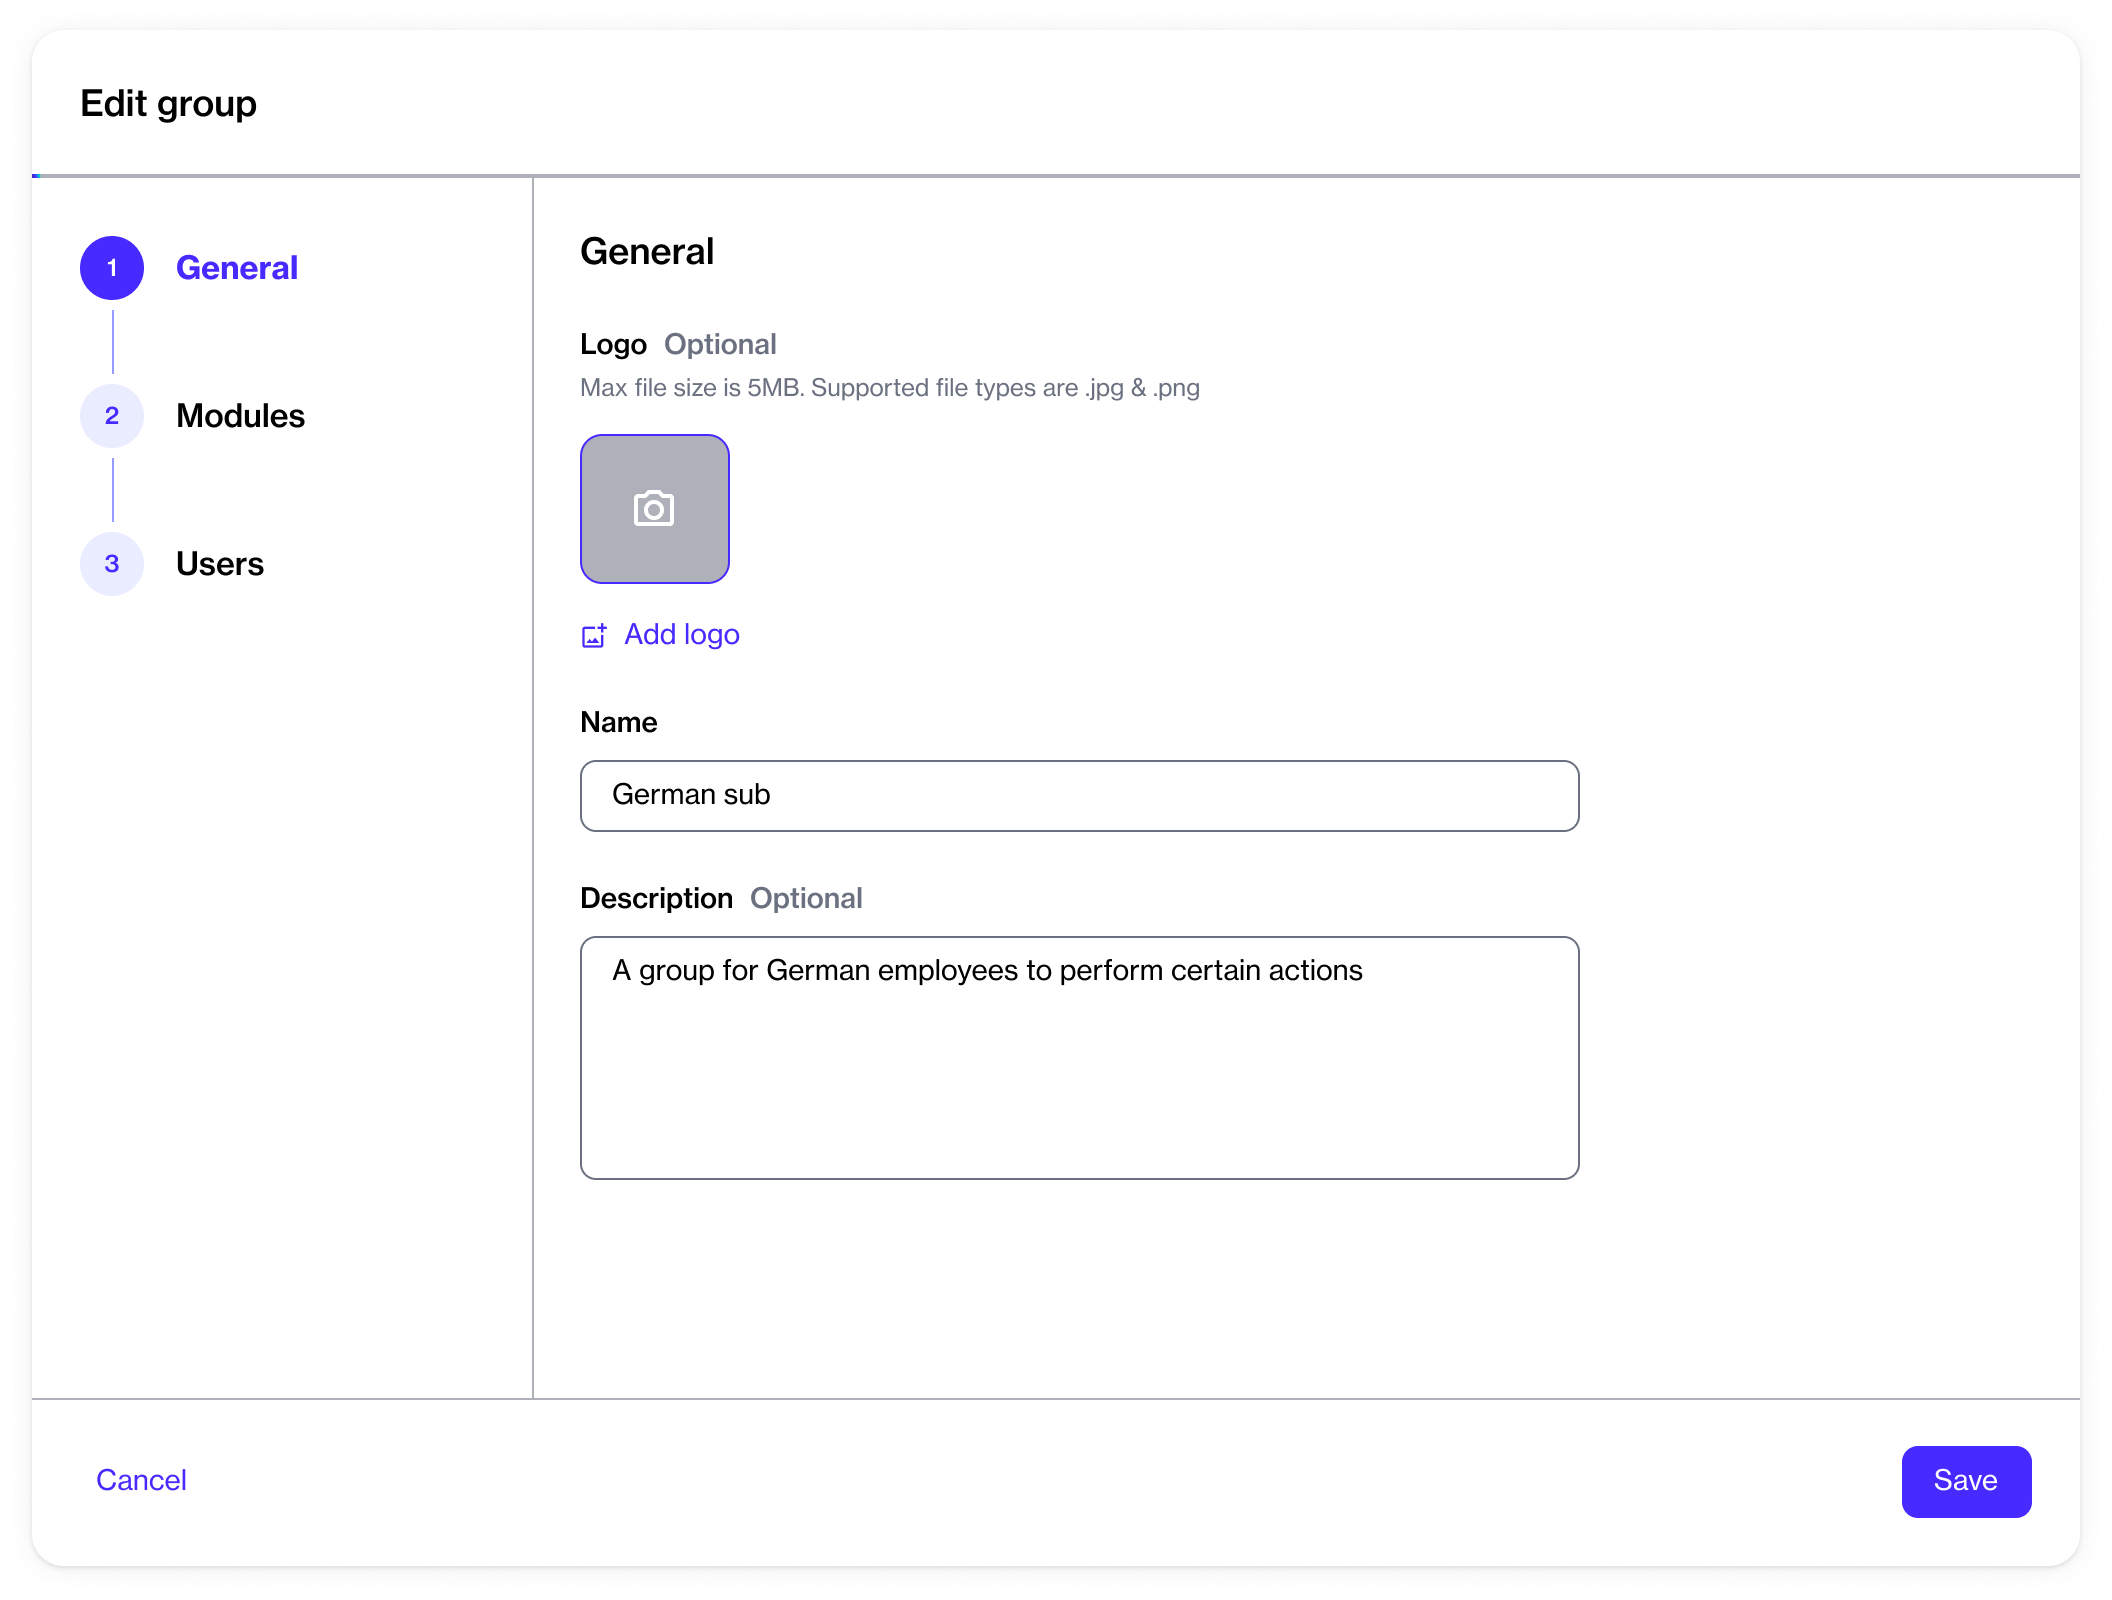 Edit group
1 General
2 Modules
3 Users
General
Logo Optional
Max file size is 5MB. Supported file types are .jpg & .png
Add logo
Name
German sub
Description Optional
A group for German employees to perform certain actions
Cancel
Save